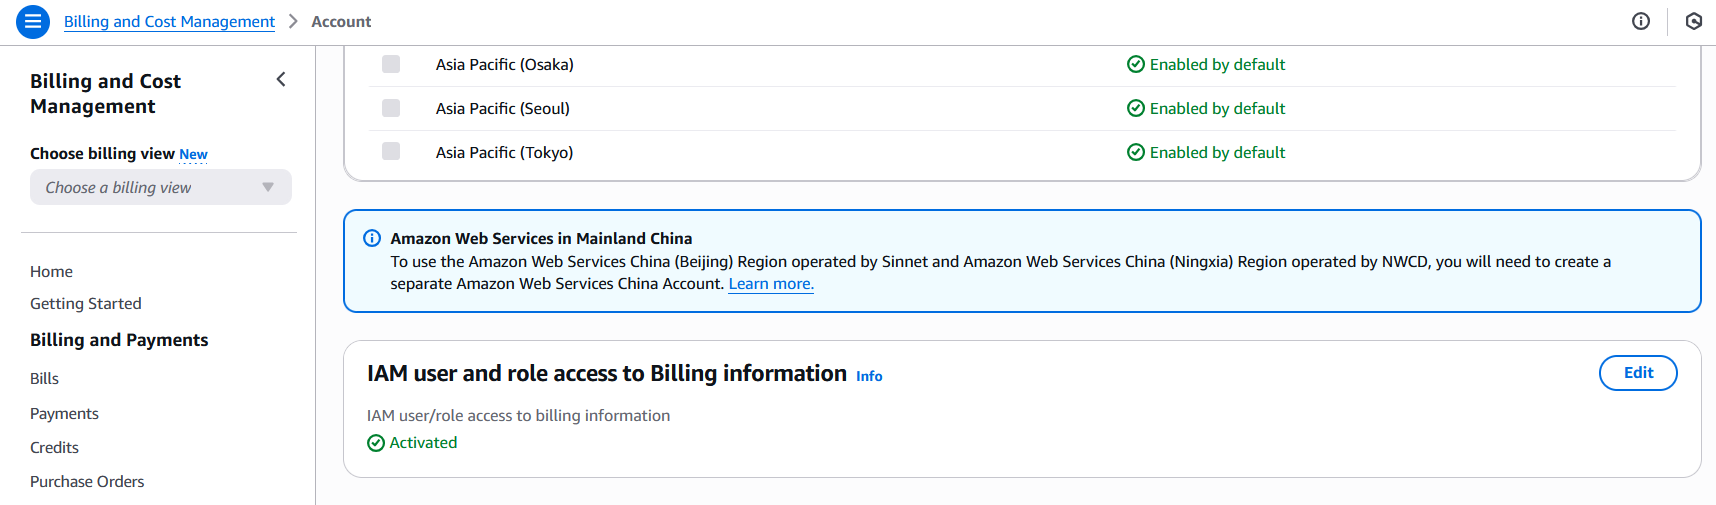 Billing and Cost Management > Account
Billing and Cost Management
Choose billing view New
Choose a billing view
Home
Getting Started
Billing and Payments
Bills
Payments
Credits
Purchase Orders
Asia Pacific (Osaka) Enabled by default
Asia Pacific (Seoul) Enabled by default
Asia Pacific (Tokyo) Enabled by default
Amazon Web Services in Mainland China
To use the Amazon Web Services China (Beijing) Region operated by Sinnet and Amazon Web Services China (Ningxia) Region operated by NWCD, you will need to create a
separate Amazon Web Services China Account. Learn more.
IAM user and role access to Billing information Info
Edit
IAM user/role access to billing information
Activated